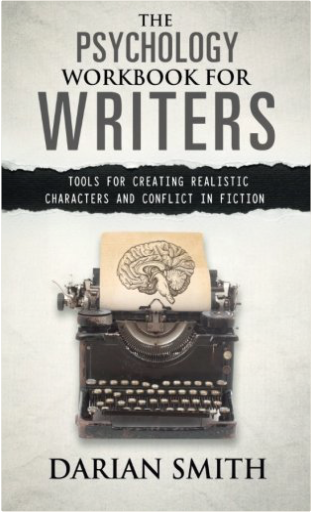 THE
PSYCHOLOGY
WORKBOOK FOR
WRITERS
TOOLS FOR CREATING REALISTIC
CHARACTERS AND CONFLICT IN FICTION
DARIAN SMITH